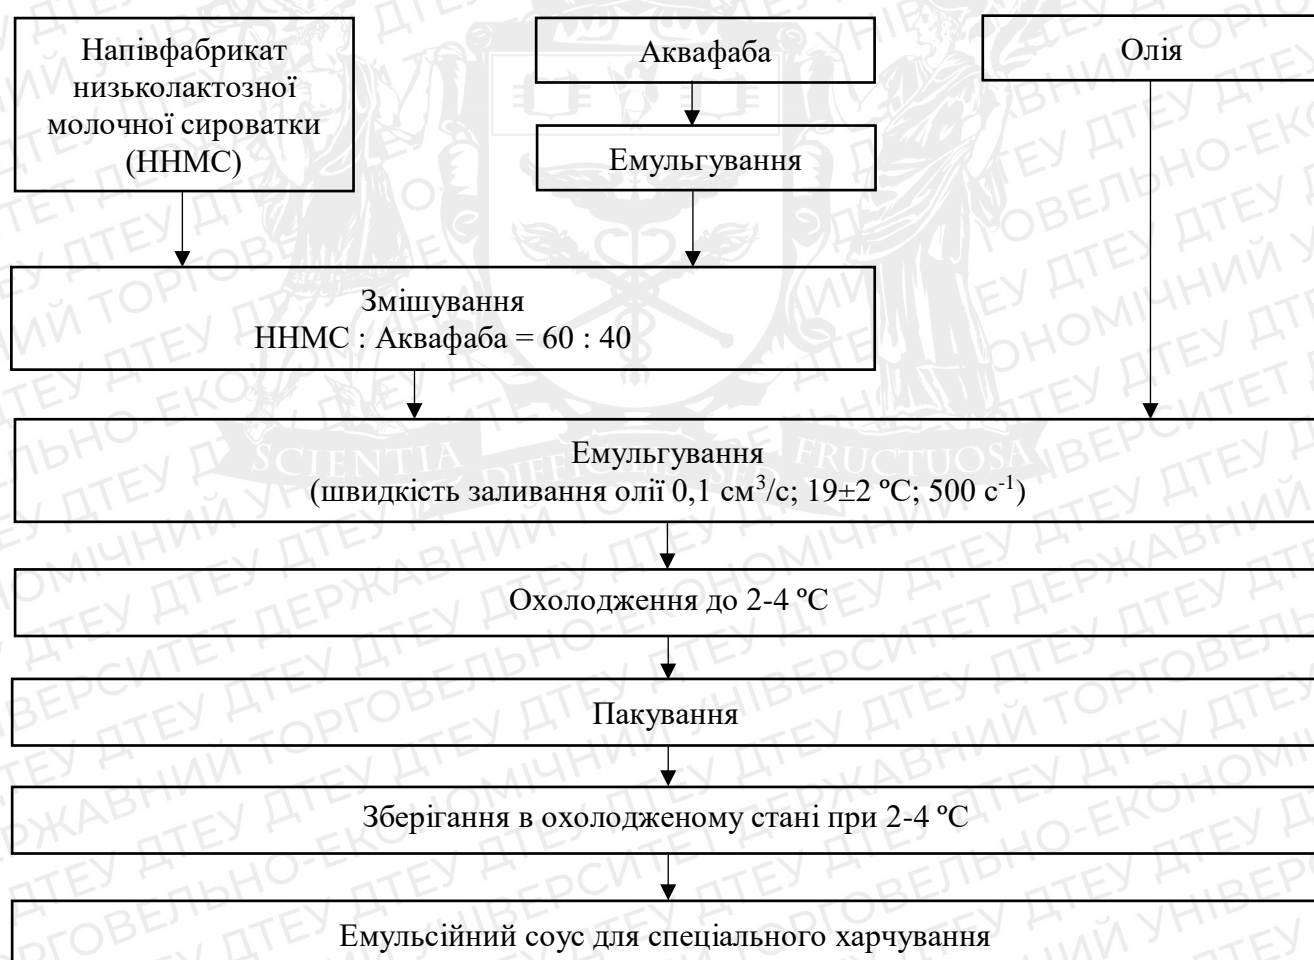 Напівфабрикат
низьколактозної
молочної сироватки
(ННМС)
Аквафаба
Олія
Емульгування
Змішування
ННМС : Аквафаба = 60 : 40
Емульгування
(швидкість заливання олії 0,1 см³/с; 19±2 ºС; 500 с⁻¹)
Охолодження до 2-4 ºС
Пакування
Зберігання в охолодженому стані при 2-4 ºС
Емульсійний соус для спеціального харчування
SCIENTIA
FRUCTUOSA